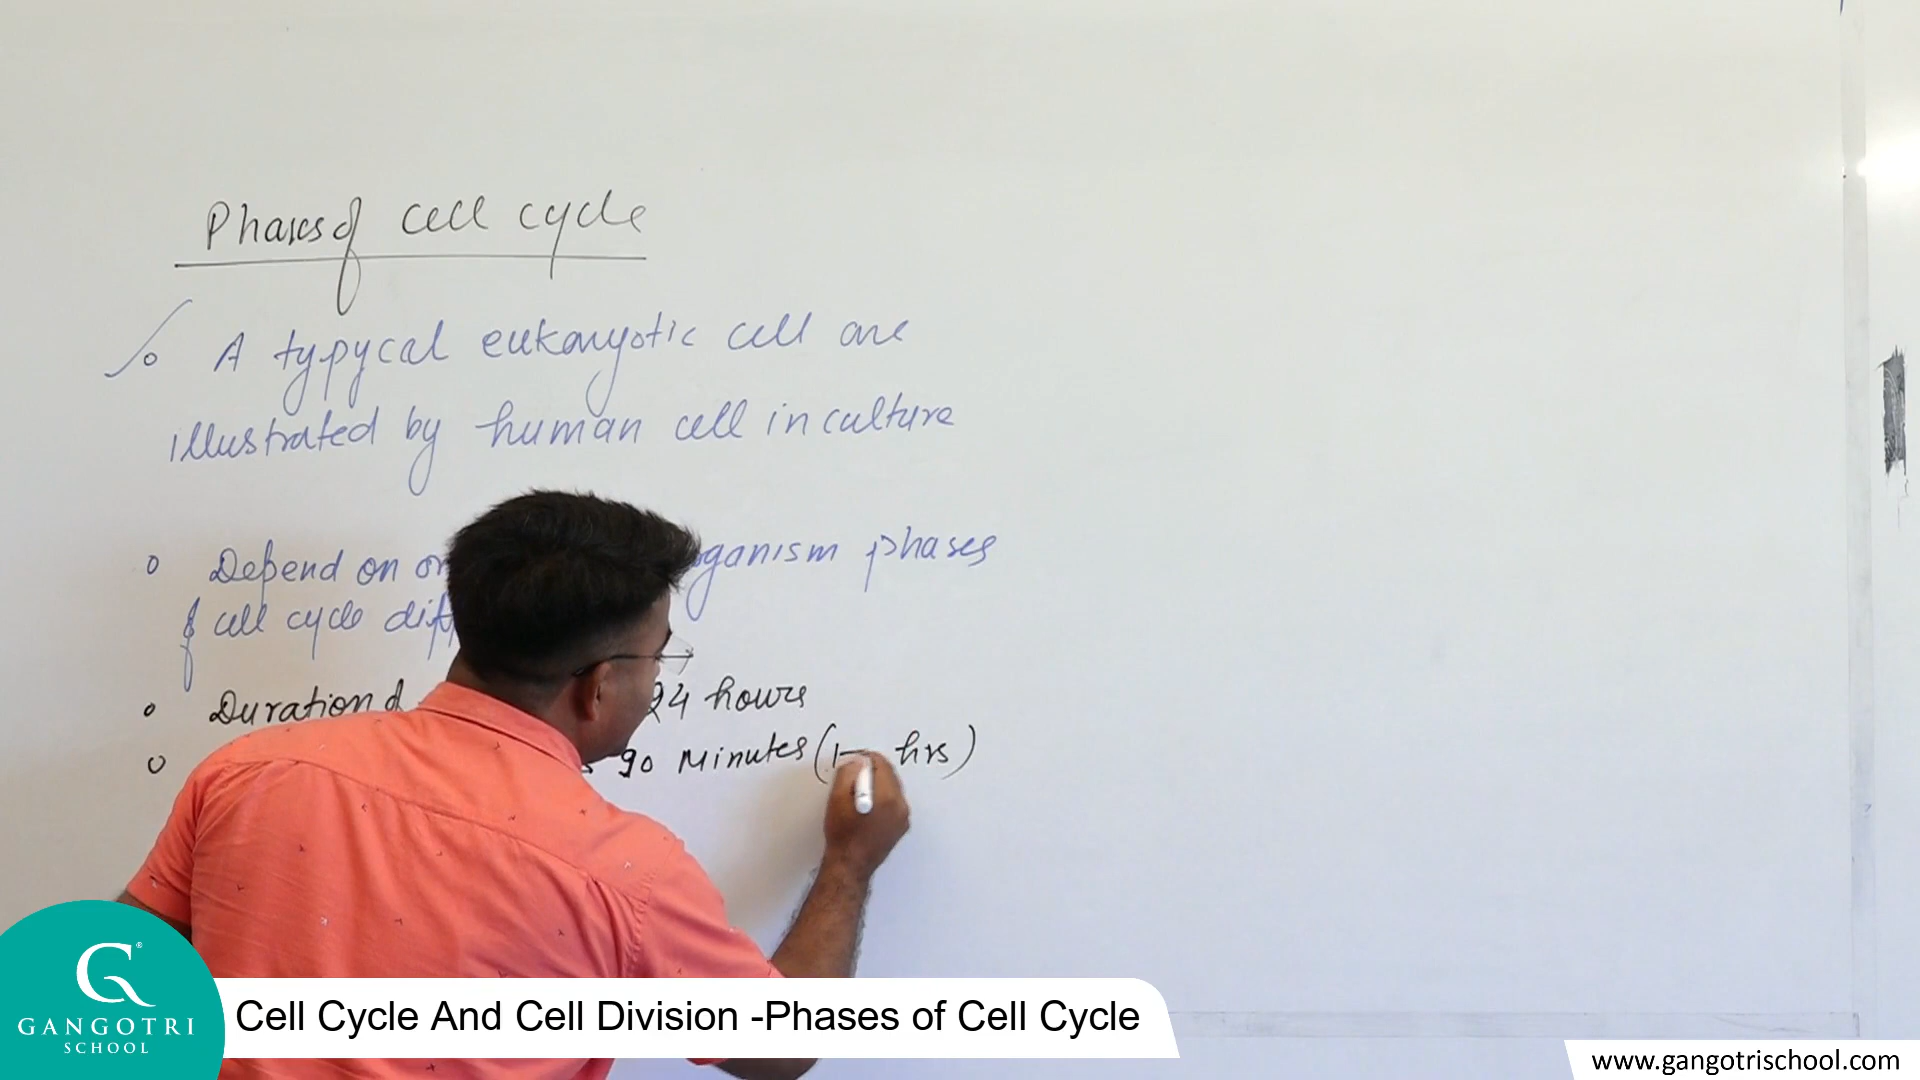 Phases of cell cycle
A typycal eukaryotic cell are
illustrated by human cell in culture
Depend on organism phases
of cell cycle
Duration of 24 hours
90 Minutes ( hrs)
GANGOTRI
SCHOOL
Cell Cycle And Cell Division -Phases of Cell Cycle
www.gangotrischool.com